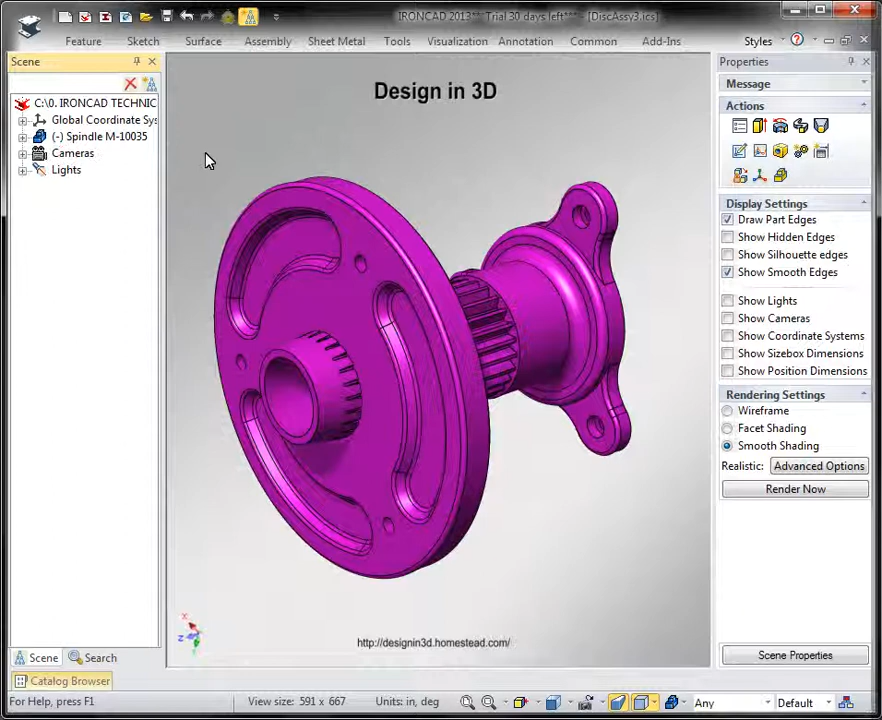 IRONCAD 2013** Trial 30 days left*** - [DiscAssv3.ics]
Feature Sketch Surface Assembly Sheet Metal Tools Visualization Annotation Common Add-Ins Styles
Scene
C:\0. IRONCAD TECHNIC
Global Coordinate Sys
(-) Spindle M-10035
Cameras
Lights
Scene Search
Catalog Browser
Design in 3D
http://designin3d.homestead.com/
X
Z
Properties
Message
Actions
Display Settings
Draw Part Edges
Show Hidden Edges
Show Silhouette edges
Show Smooth Edges
Show Lights
Show Cameras
Show Coordinate Systems
Show Sizebox Dimensions
Show Position Dimensions
Rendering Settings
Wireframe
Facet Shading
Smooth Shading
Realistic: Advanced Options
Render Now
Scene Properties
For Help, press F1 View size: 591 x 667 Units: in, deg Any Default